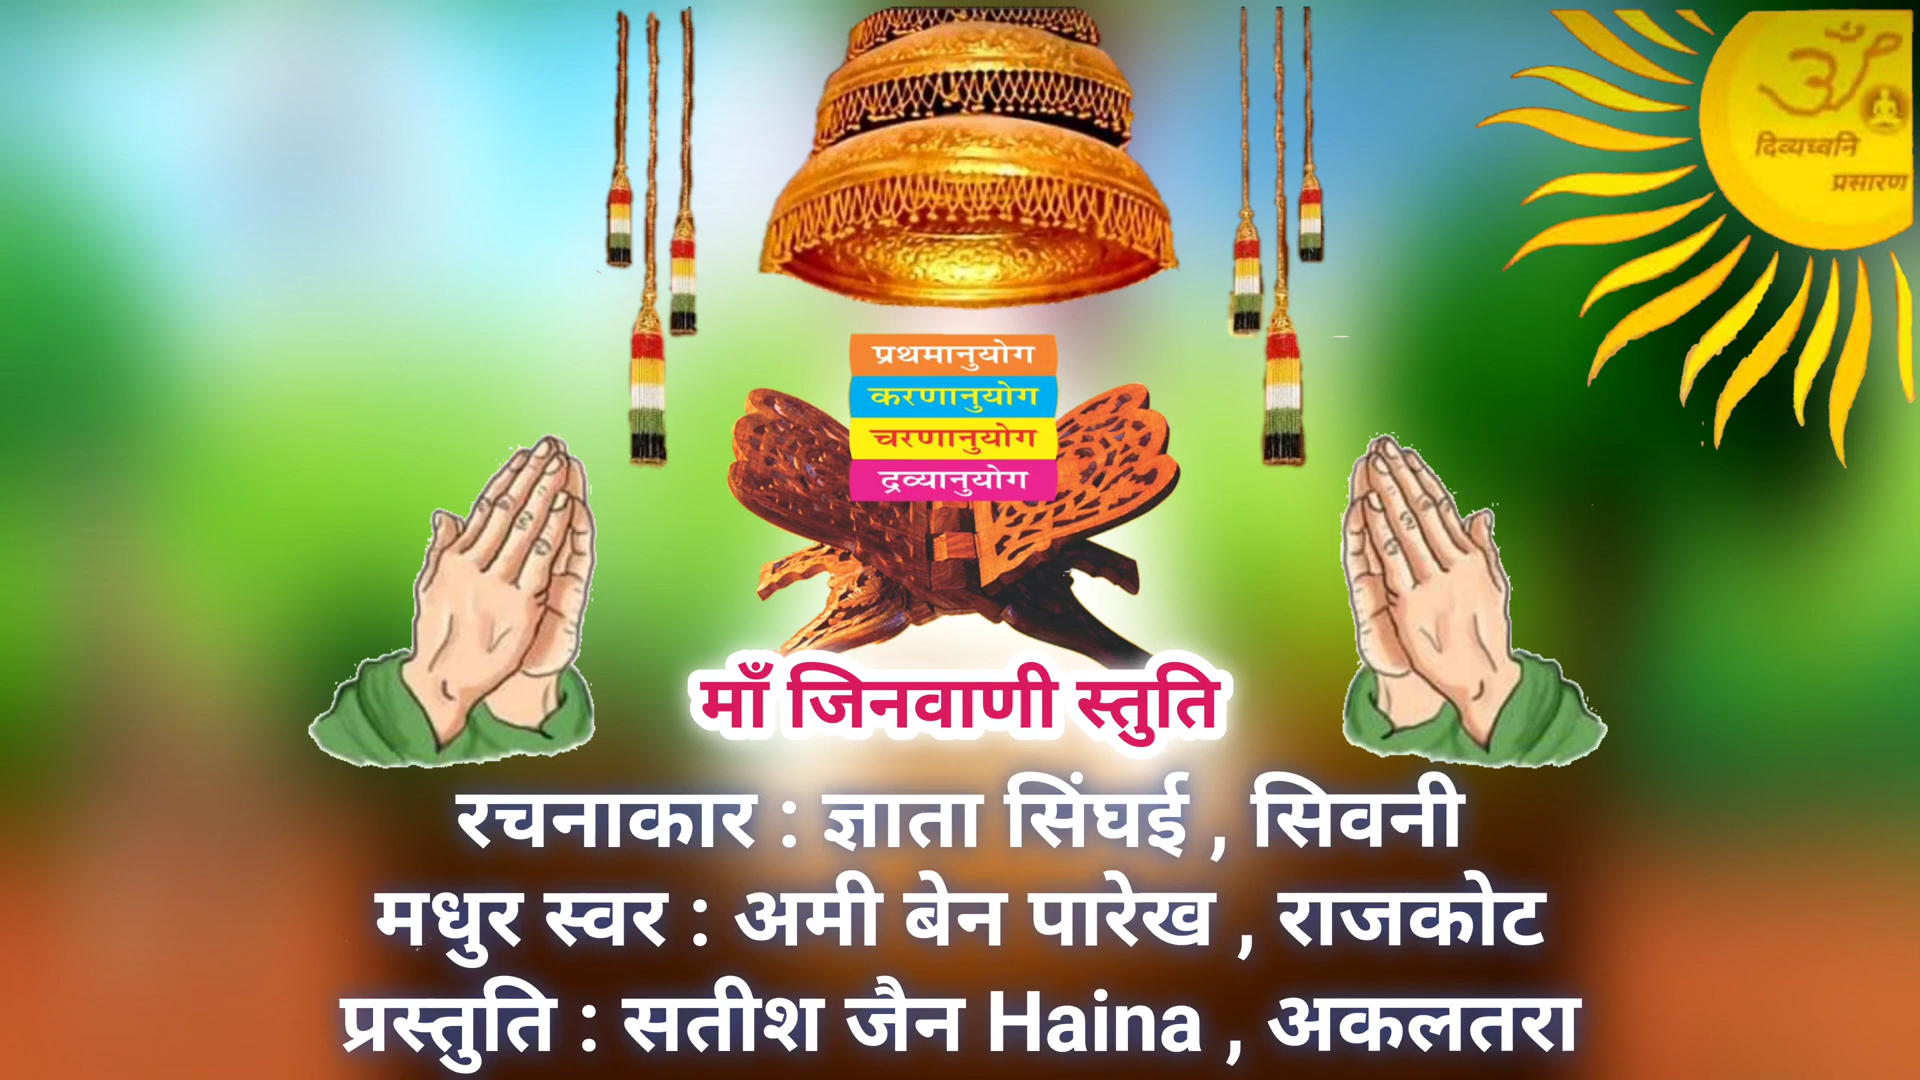 ॐ
दिव्यध्वनि
प्रसारण
प्रथमानुयोग
करणानुयोग
चरणानुयोग
द्रव्यानुयोग
माँ जिनवाणी स्तुति
रचनाकार : ज्ञाता सिंघई , सिवनी
मधुर स्वर : अमी बेन पारेख , राजकोट
प्रस्तुति : सतीश जैन Haina , अकलतरा